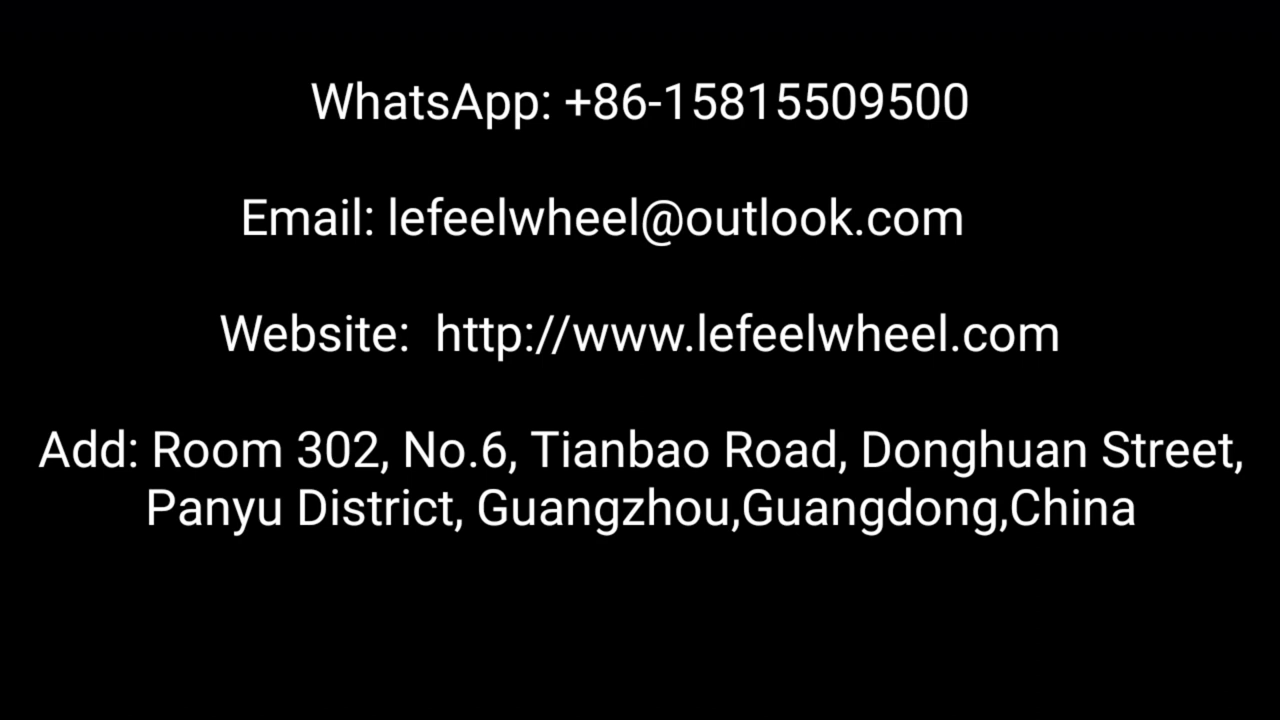 WhatsApp: +86-15815509500
Email: lefeelwheel@outlook.com
Website:  http://www.lefeelwheel.com
Add: Room 302, No.6, Tianbao Road, Donghuan Street,
Panyu District, Guangzhou,Guangdong,China